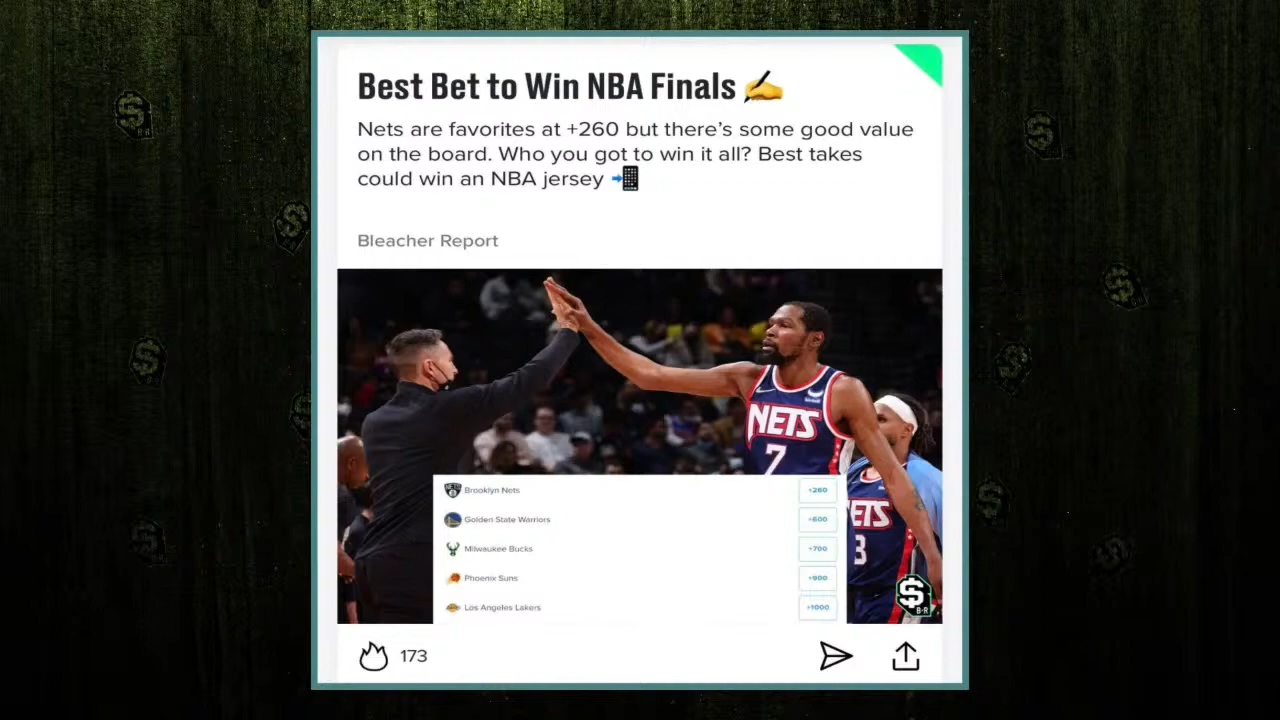 Best Bet to Win NBA Finals ✍️
Nets are favorites at +260 but there's some good value
on the board. Who you got to win it all? Best takes
could win an NBA jersey 📲
Bleacher Report
NETS
7
Brooklyn Nets +260
Golden State Warriors +600
Milwaukee Bucks +700
Phoenix Suns +900
Los Angeles Lakers +1000
NETS
3
B·R
173